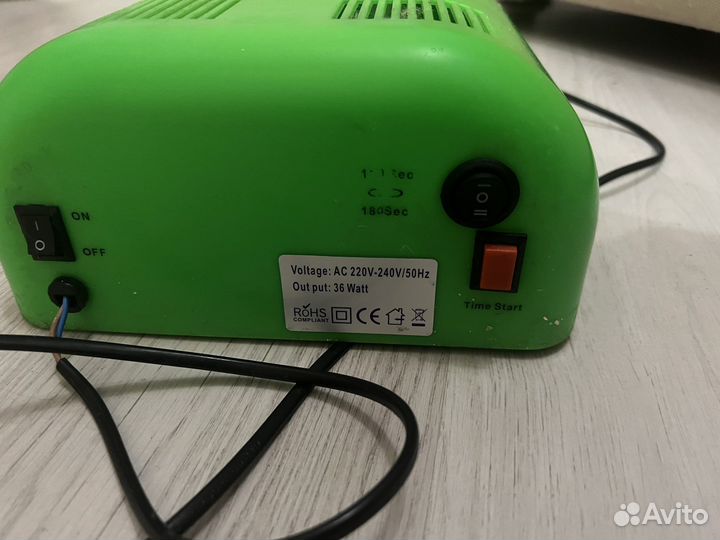 ON
OFF
180Sec
Voltage: AC 220V-240V/50Hz
Out put: 36 Watt
RoHS
COMPLIANT
CE
Time Start
Avito